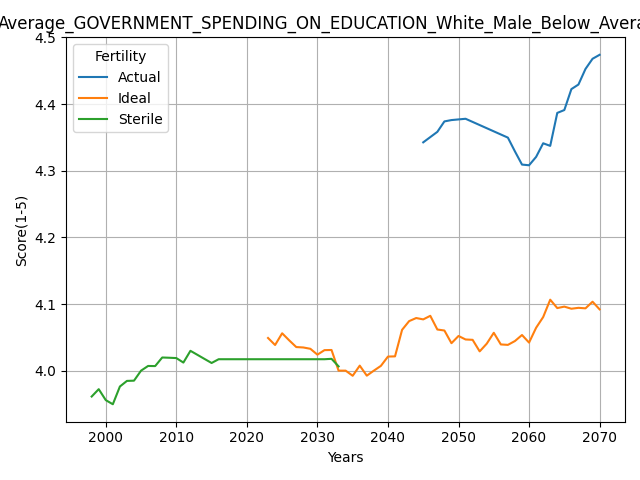 Average_GOVERNMENT_SPENDING_ON_EDUCATION_White_Male_Below_Avera
Fertility
Actual
Ideal
Sterile
4.5
4.4
4.3
4.2
4.1
4.0
Score(1-5)
2000 2010 2020 2030 2040 2050 2060 2070
Years